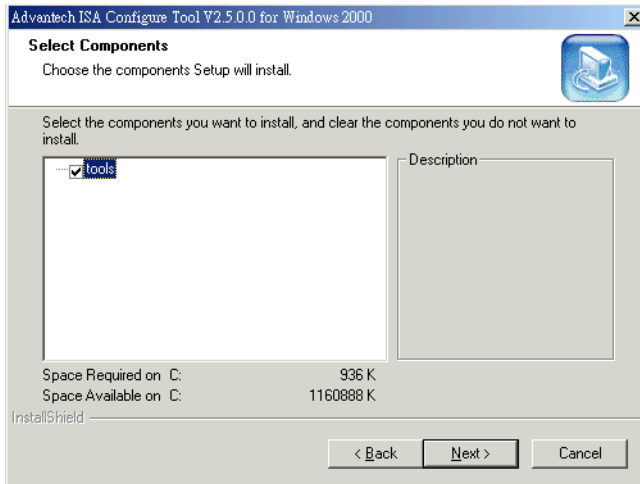 Advantech ISA Configure Tool V2.5.0.0 for Windows 2000
Select Components
Choose the components Setup will install.
Select the components you want to install, and clear the components you do not want to
install.
tools
Description
Space Required on C: 936 K
Space Available on C: 1160888 K
InstallShield
< Back
Next >
Cancel